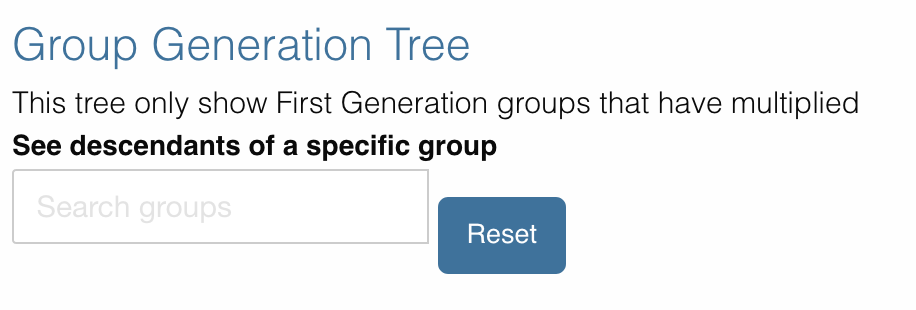 Group Generation Tree
This tree only show First Generation groups that have multiplied
See descendants of a specific group
Search groups
Reset